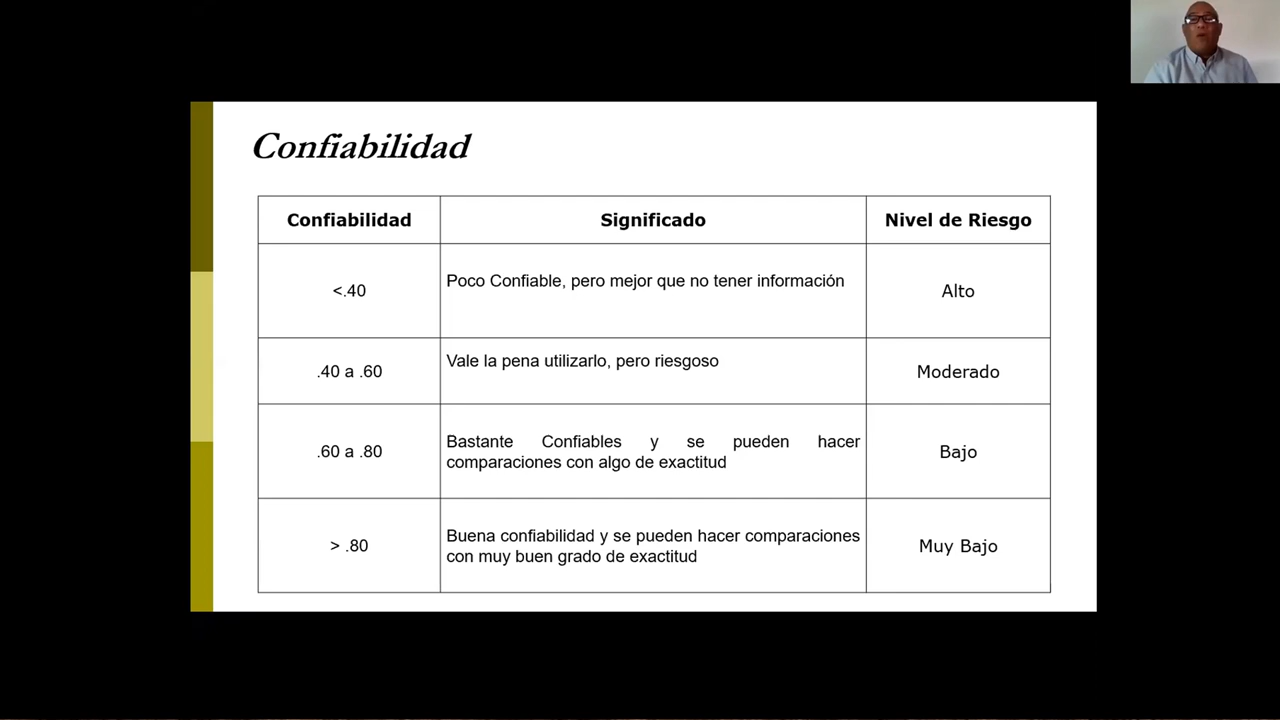 Confiabilidad
Confiabilidad Significado Nivel de Riesgo
<.40 Poco Confiable, pero mejor que no tener información Alto
.40 a .60 Vale la pena utilizarlo, pero riesgoso Moderado
.60 a .80 Bastante Confiables y se pueden hacer
comparaciones con algo de exactitud Bajo
> .80 Buena confiabilidad y se pueden hacer comparaciones
con muy buen grado de exactitud Muy Bajo